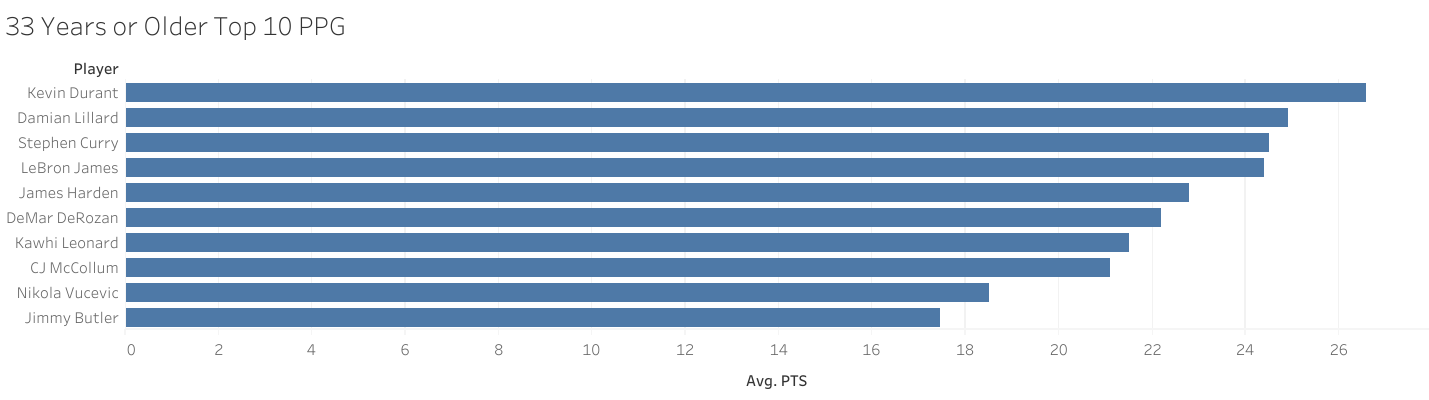 33 Years or Older Top 10 PPG
Player
Kevin Durant
Damian Lillard
Stephen Curry
LeBron James
James Harden
DeMar DeRozan
Kawhi Leonard
CJ McCollum
Nikola Vucevic
Jimmy Butler
0 2 4 6 8 10 12 14 16 18 20 22 24 26
Avg. PTS